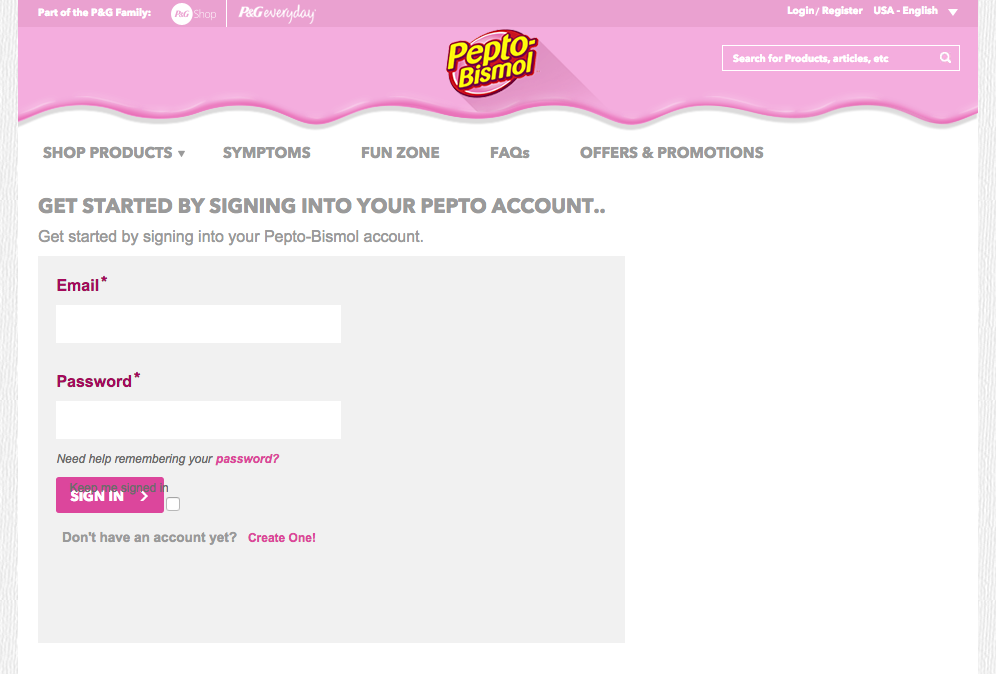 Part of the P&G Family: P&G Shop P&G everyday
Login / Register USA - English
Pepto-
Bismol
Search for Products, articles, etc
SHOP PRODUCTS SYMPTOMS FUN ZONE FAQs OFFERS & PROMOTIONS
GET STARTED BY SIGNING INTO YOUR PEPTO ACCOUNT..
Get started by signing into your Pepto-Bismol account.
Email*
Password*
Need help remembering your password?
Keep me signed in
SIGN IN
Don't have an account yet? Create One!